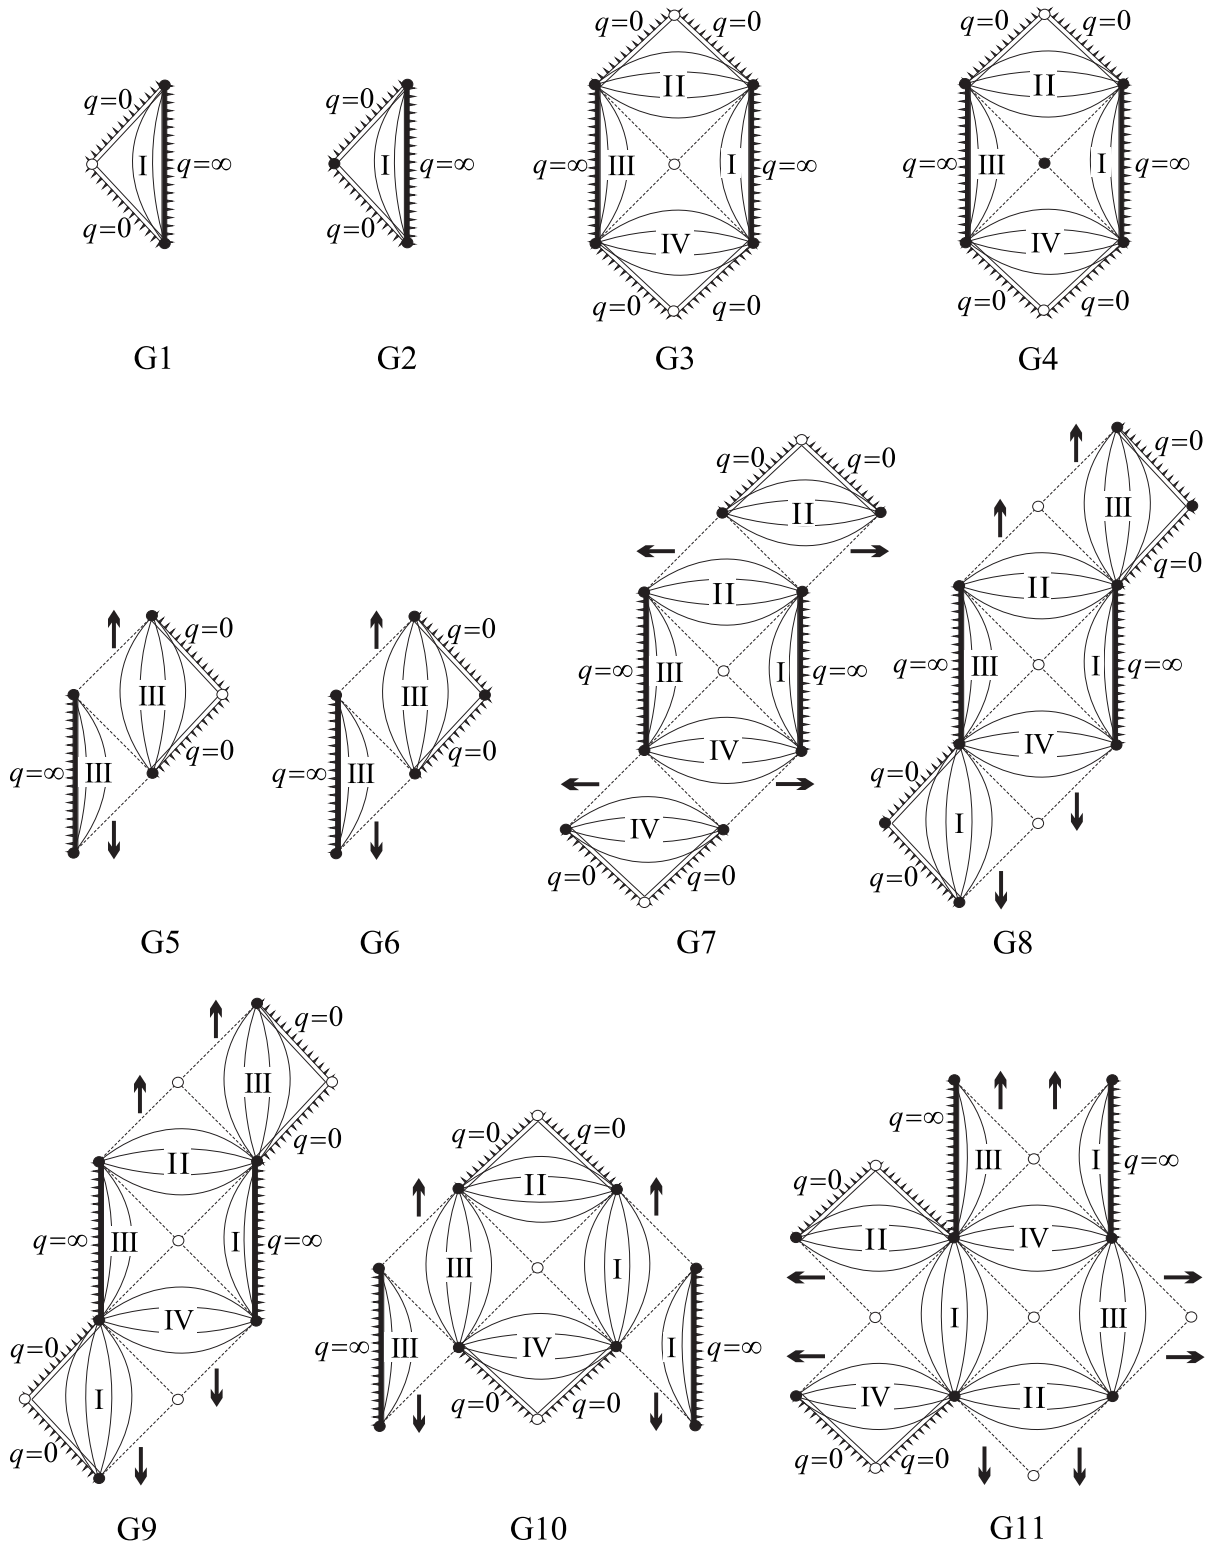 q=0
I
q=∞
q=0
G1
q=0
I
q=∞
q=0
G2
q=0 q=0
II
q=∞ III I q=∞
IV
q=0 q=0
G3
q=0 q=0
II
q=∞ III I q=∞
IV
q=0 q=0
G4
q=0
III
q=∞ III
q=0
G5
q=0
III
q=∞ III
q=0
G6
q=0 q=0
II
II
q=∞ III I q=∞
IV
IV
q=0 q=0
G7
q=0
III
q=0
II
q=∞ III I q=∞
IV
q=0
I
q=0
G8
q=0
III
q=0
II
q=∞ III I q=∞
IV
q=0
I
q=0
G9
q=0 q=0
II
III I
q=∞ III IV I q=∞
q=0 q=0
G10
q=∞
III I q=∞
q=0
II IV
I III
IV II
q=0 q=0
G11